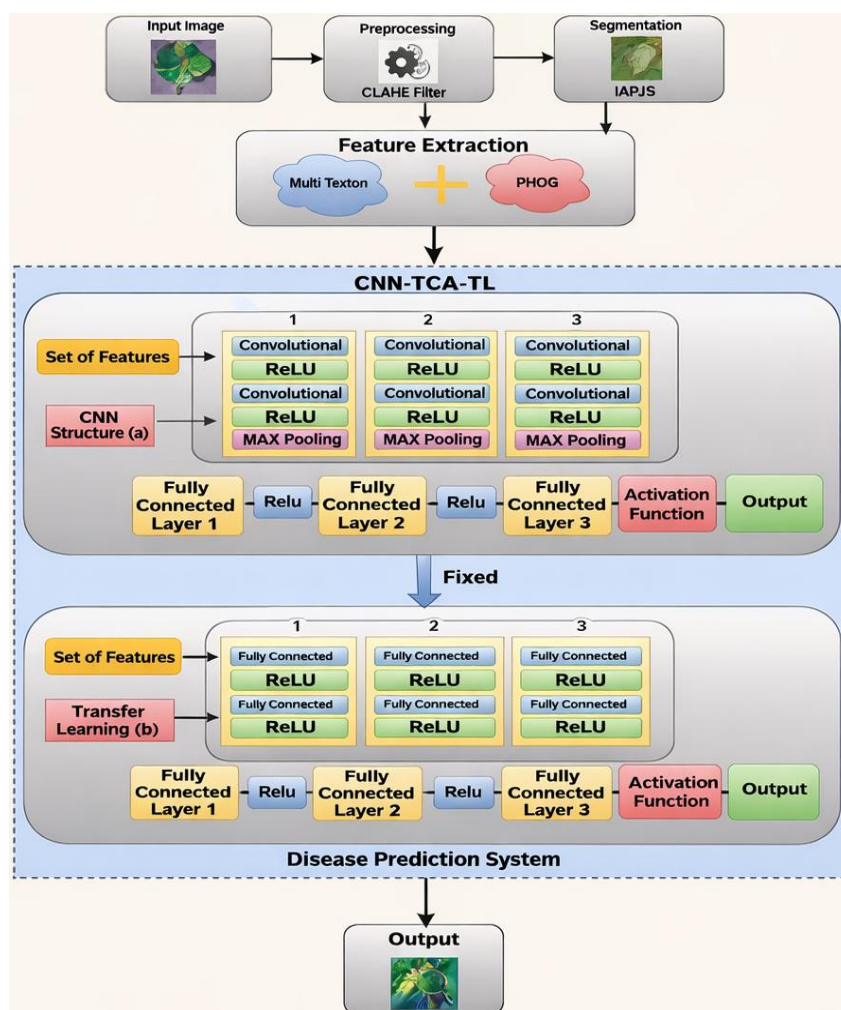 Input Image
Preprocessing
CLAHE Filter
Segmentation
IAPJS
Feature Extraction
Multi Texton
PHOG
CNN-TCA-TL
1 2 3
Set of Features
Convolutional Convolutional Convolutional
ReLU ReLU ReLU
Convolutional Convolutional Convolutional
CNN
Structure (a)
ReLU ReLU ReLU
MAX Pooling MAX Pooling MAX Pooling
Fully
Connected
Layer 1
Relu
Fully
Connected
Layer 2
Relu
Fully
Connected
Layer 3
Activation
Function
Output
Fixed
1 2 3
Set of Features
Fully Connected Fully Connected Fully Connected
ReLU ReLU ReLU
Transfer
Learning (b)
Fully Connected Fully Connected Fully Connected
ReLU ReLU ReLU
Fully
Connected
Layer 1
Relu
Fully
Connected
Layer 2
Relu
Fully
Connected
Layer 3
Activation
Function
Output
Disease Prediction System
Output